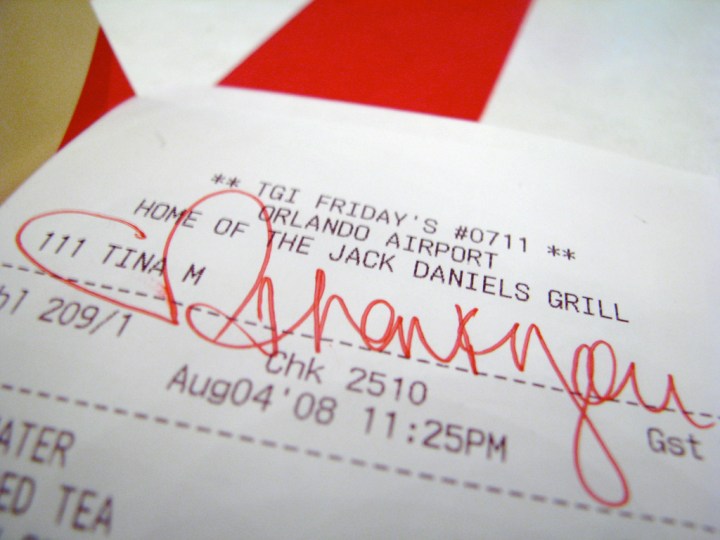 ** TGI FRIDAY'S #0711 **
ORLANDO AIRPORT
HOME OF THE JACK DANIELS GRILL
111 TINA M
Thank you
209/1
Chk 2510
Gst
Aug04'08 11:25PM
ATER
ED TEA